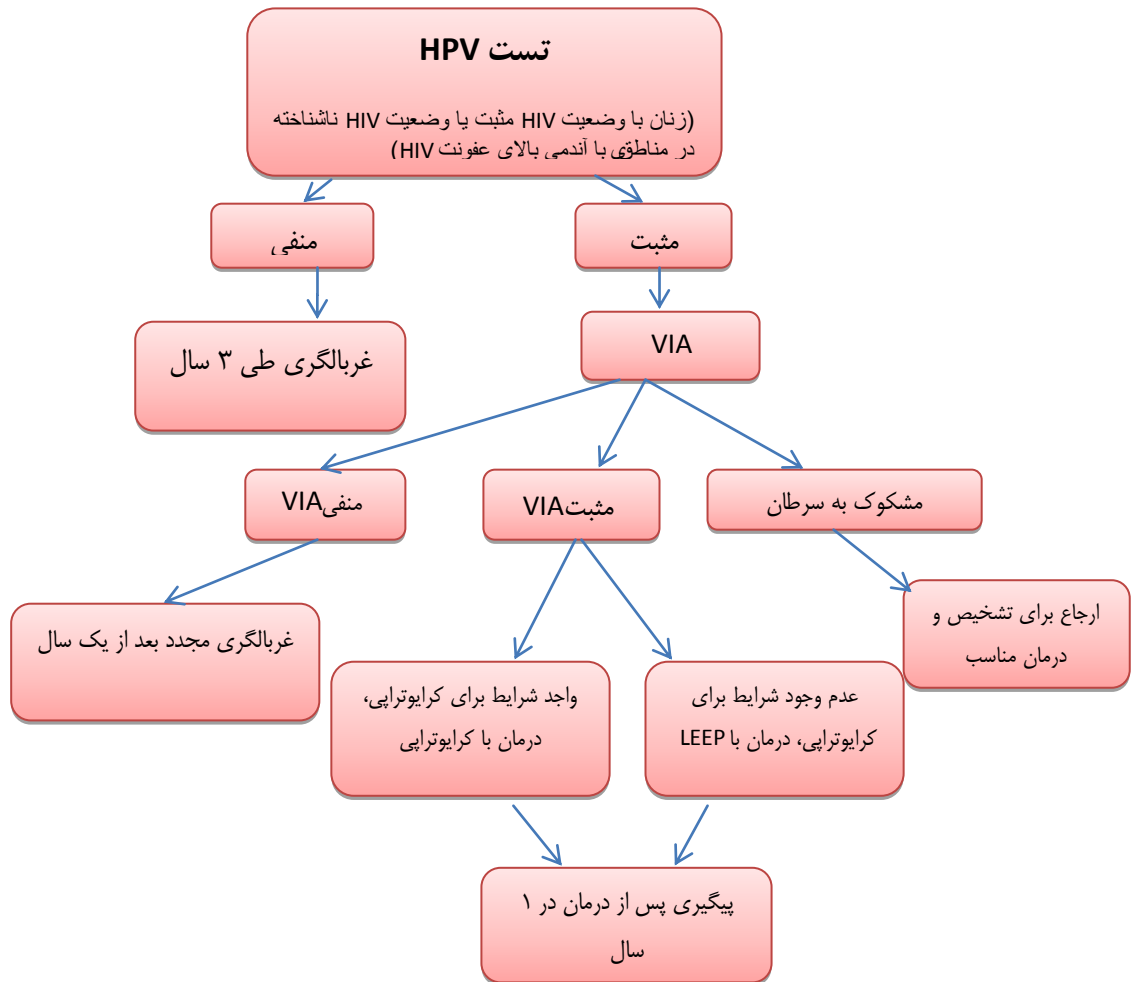 تست HPV
(زنان با وضعیت HIV مثبت یا وضعیت HIV ناشناخته
در مناطقی با آندمی بالای عفونت HIV)
مثبت
منفی
VIA
غربالگری طی ۳ سال
مشکوک به سرطان
مثبتVIA
منفیVIA
ارجاع برای تشخیص و
درمان مناسب
غربالگری مجدد بعد از یک سال
عدم وجود شرایط برای
کرایوتراپی، درمان با LEEP
واجد شرایط برای کرایوتراپی،
درمان با کرایوتراپی
پیگیری پس از درمان در ۱
سال